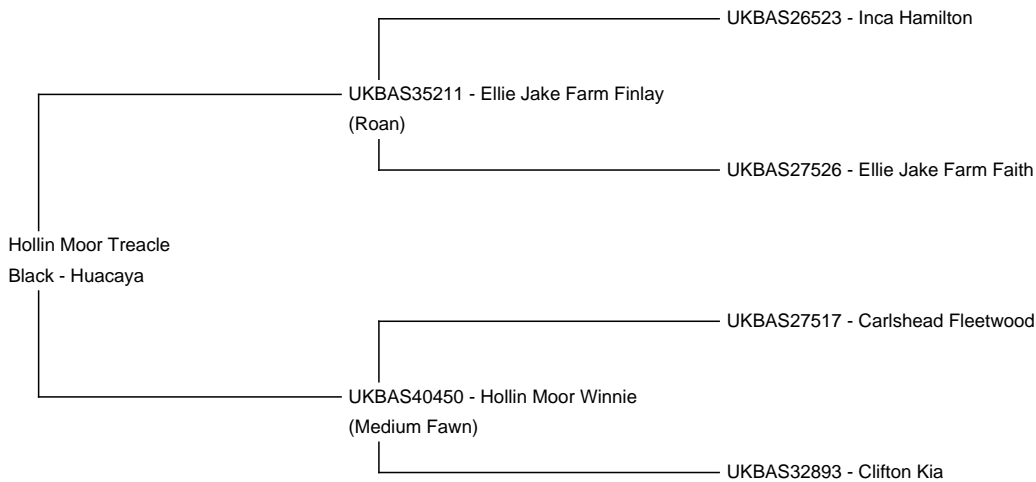 UKBAS26523 - Inca Hamilton
UKBAS35211 - Ellie Jake Farm Finlay
(Roan)
UKBAS27526 - Ellie Jake Farm Faith
Hollin Moor Treacle
Black - Huacaya
UKBAS27517 - Carlshead Fleetwood
UKBAS40450 - Hollin Moor Winnie
(Medium Fawn)
UKBAS32893 - Clifton Kia